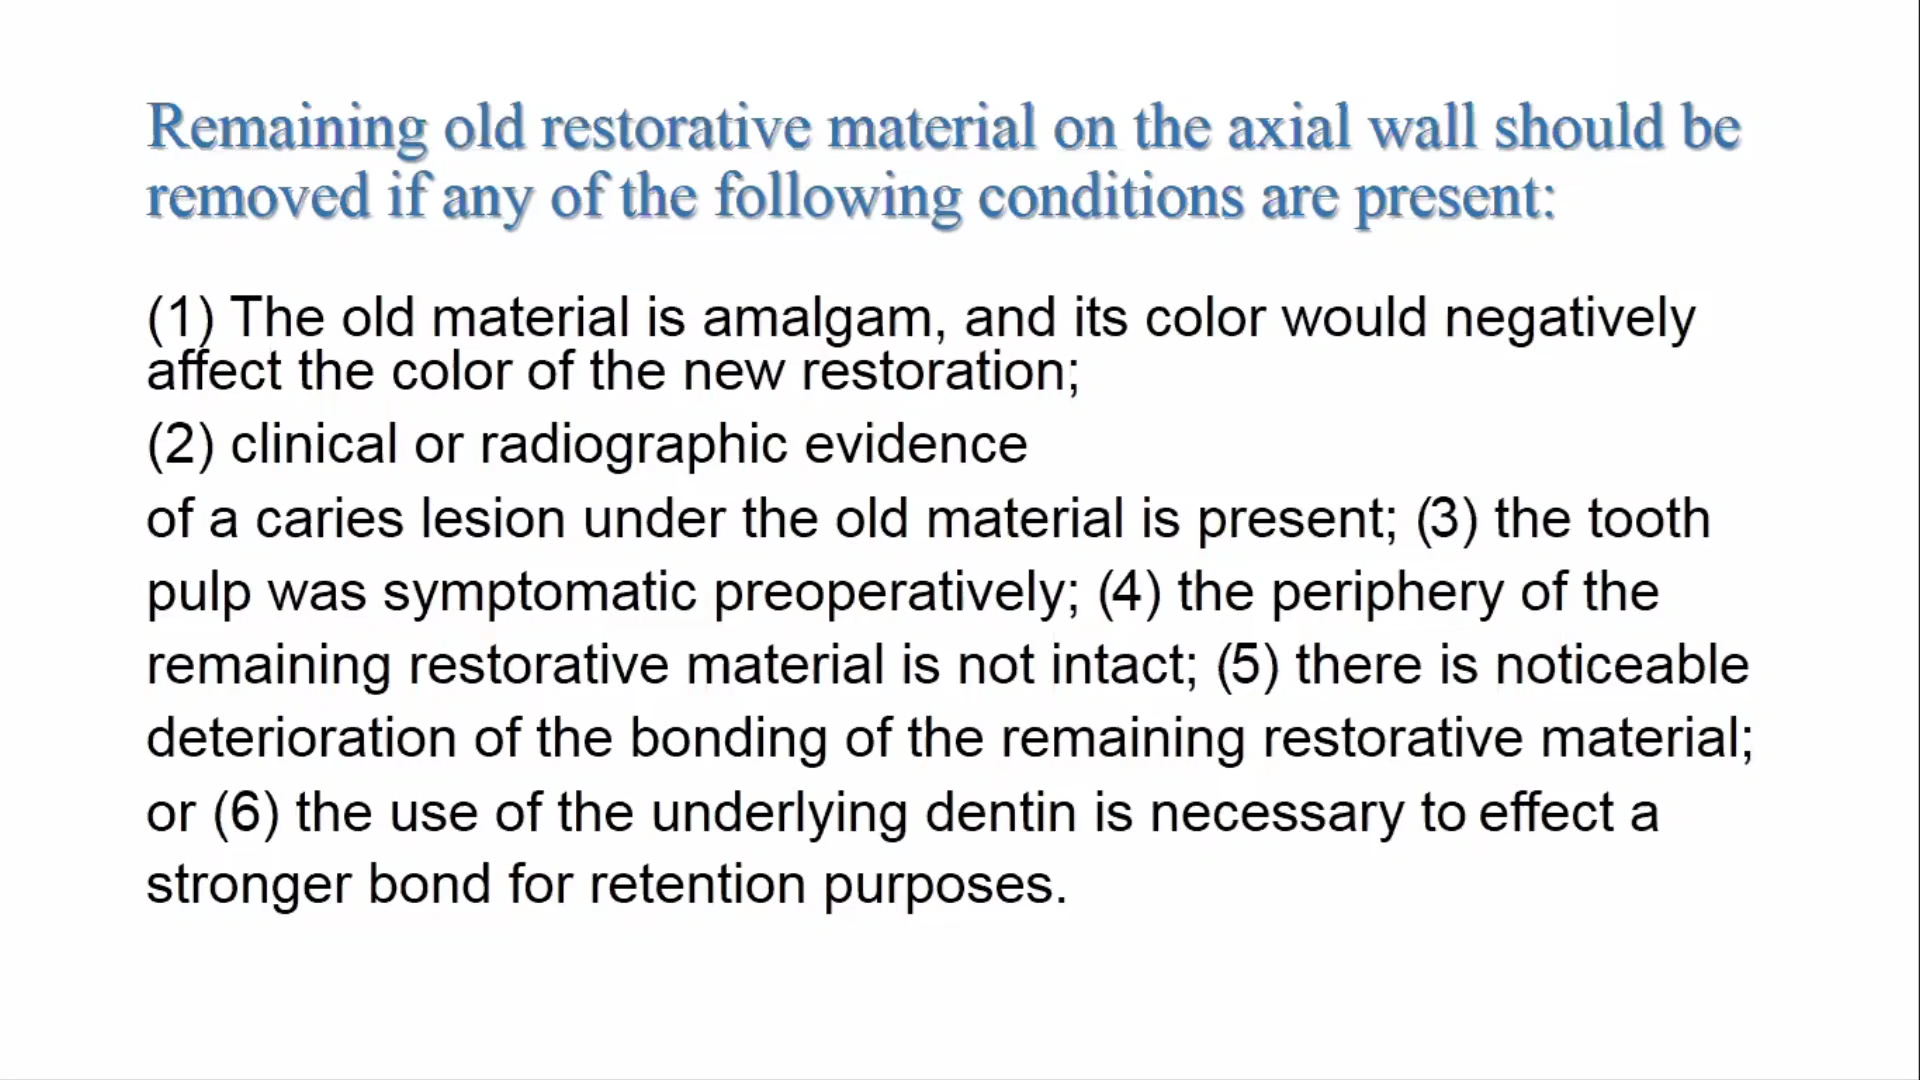 Remaining old restorative material on the axial wall should be
removed if any of the following conditions are present:
(1) The old material is amalgam, and its color would negatively
affect the color of the new restoration;
(2) clinical or radiographic evidence
of a caries lesion under the old material is present; (3) the tooth
pulp was symptomatic preoperatively; (4) the periphery of the
remaining restorative material is not intact; (5) there is noticeable
deterioration of the bonding of the remaining restorative material;
or (6) the use of the underlying dentin is necessary to effect a
stronger bond for retention purposes.